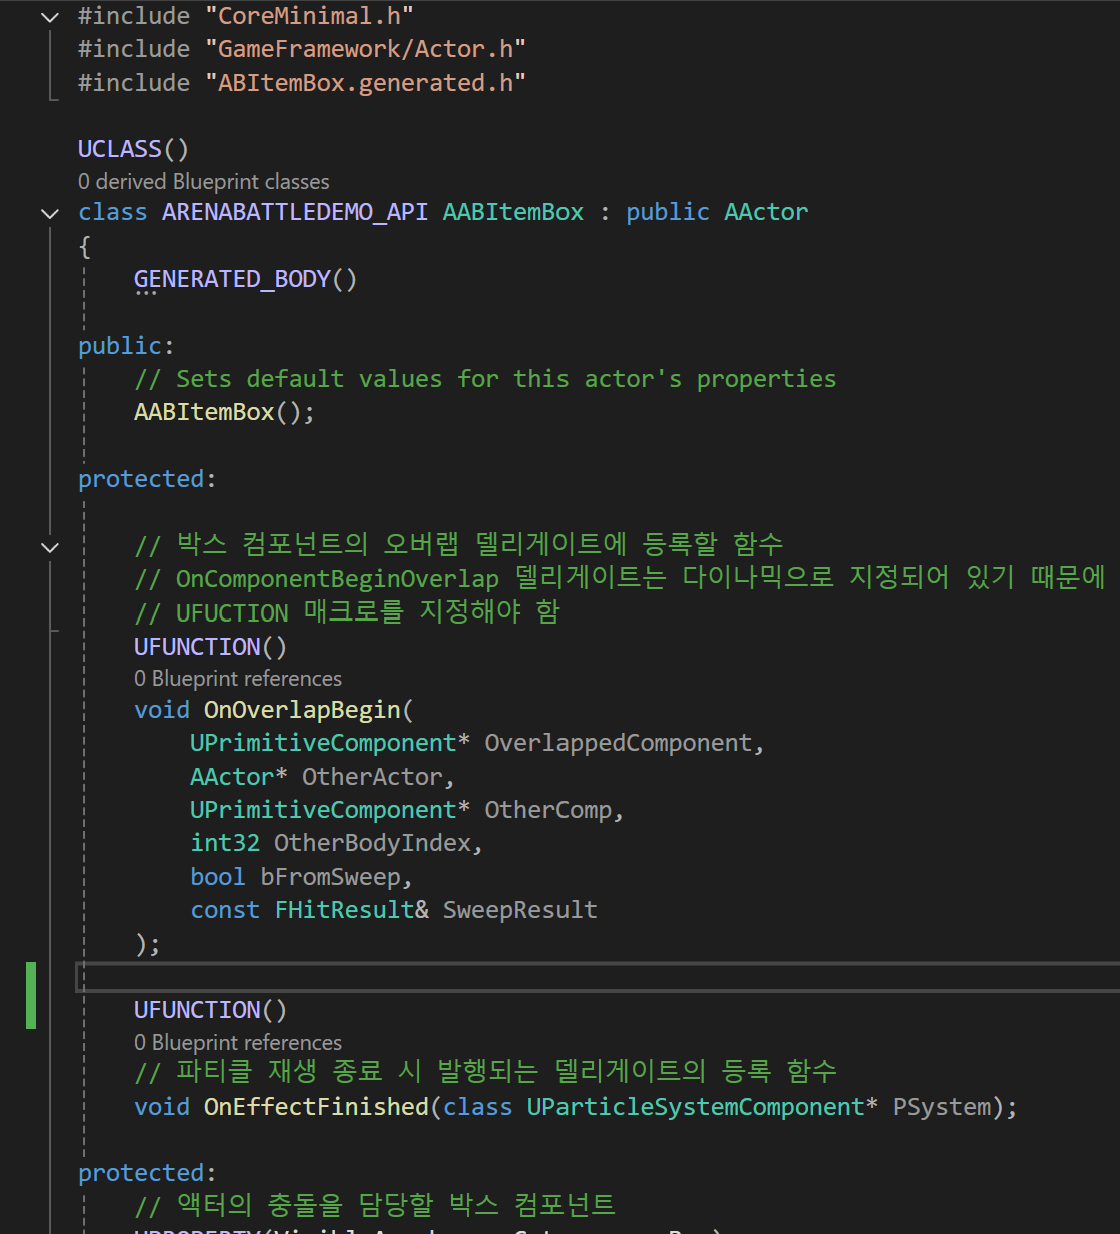 #include "CoreMinimal.h"
#include "GameFramework/Actor.h"
#include "ABItemBox.generated.h"
UCLASS()
0 derived Blueprint classes
class ARENABATTLEDEMO_API AABItemBox : public AActor
{
GENERATED_BODY()
public:
// Sets default values for this actor's properties
AABItemBox();
protected:
// 박스 컴포넌트의 오버랩 델리게이트에 등록할 함수
// OnComponentBeginOverlap 델리게이트는 다이나믹으로 지정되어 있기 때문에
// UFUCTION 매크로를 지정해야 함
UFUNCTION()
0 Blueprint references
void OnOverlapBegin(
UPrimitiveComponent* OverlappedComponent,
AActor* OtherActor,
UPrimitiveComponent* OtherComp,
int32 OtherBodyIndex,
bool bFromSweep,
const FHitResult& SweepResult
);
UFUNCTION()
0 Blueprint references
// 파티클 재생 종료 시 발행되는 델리게이트의 등록 함수
void OnEffectFinished(class UParticleSystemComponent* PSystem);
protected:
// 액터의 충돌을 담당할 박스 컴포넌트